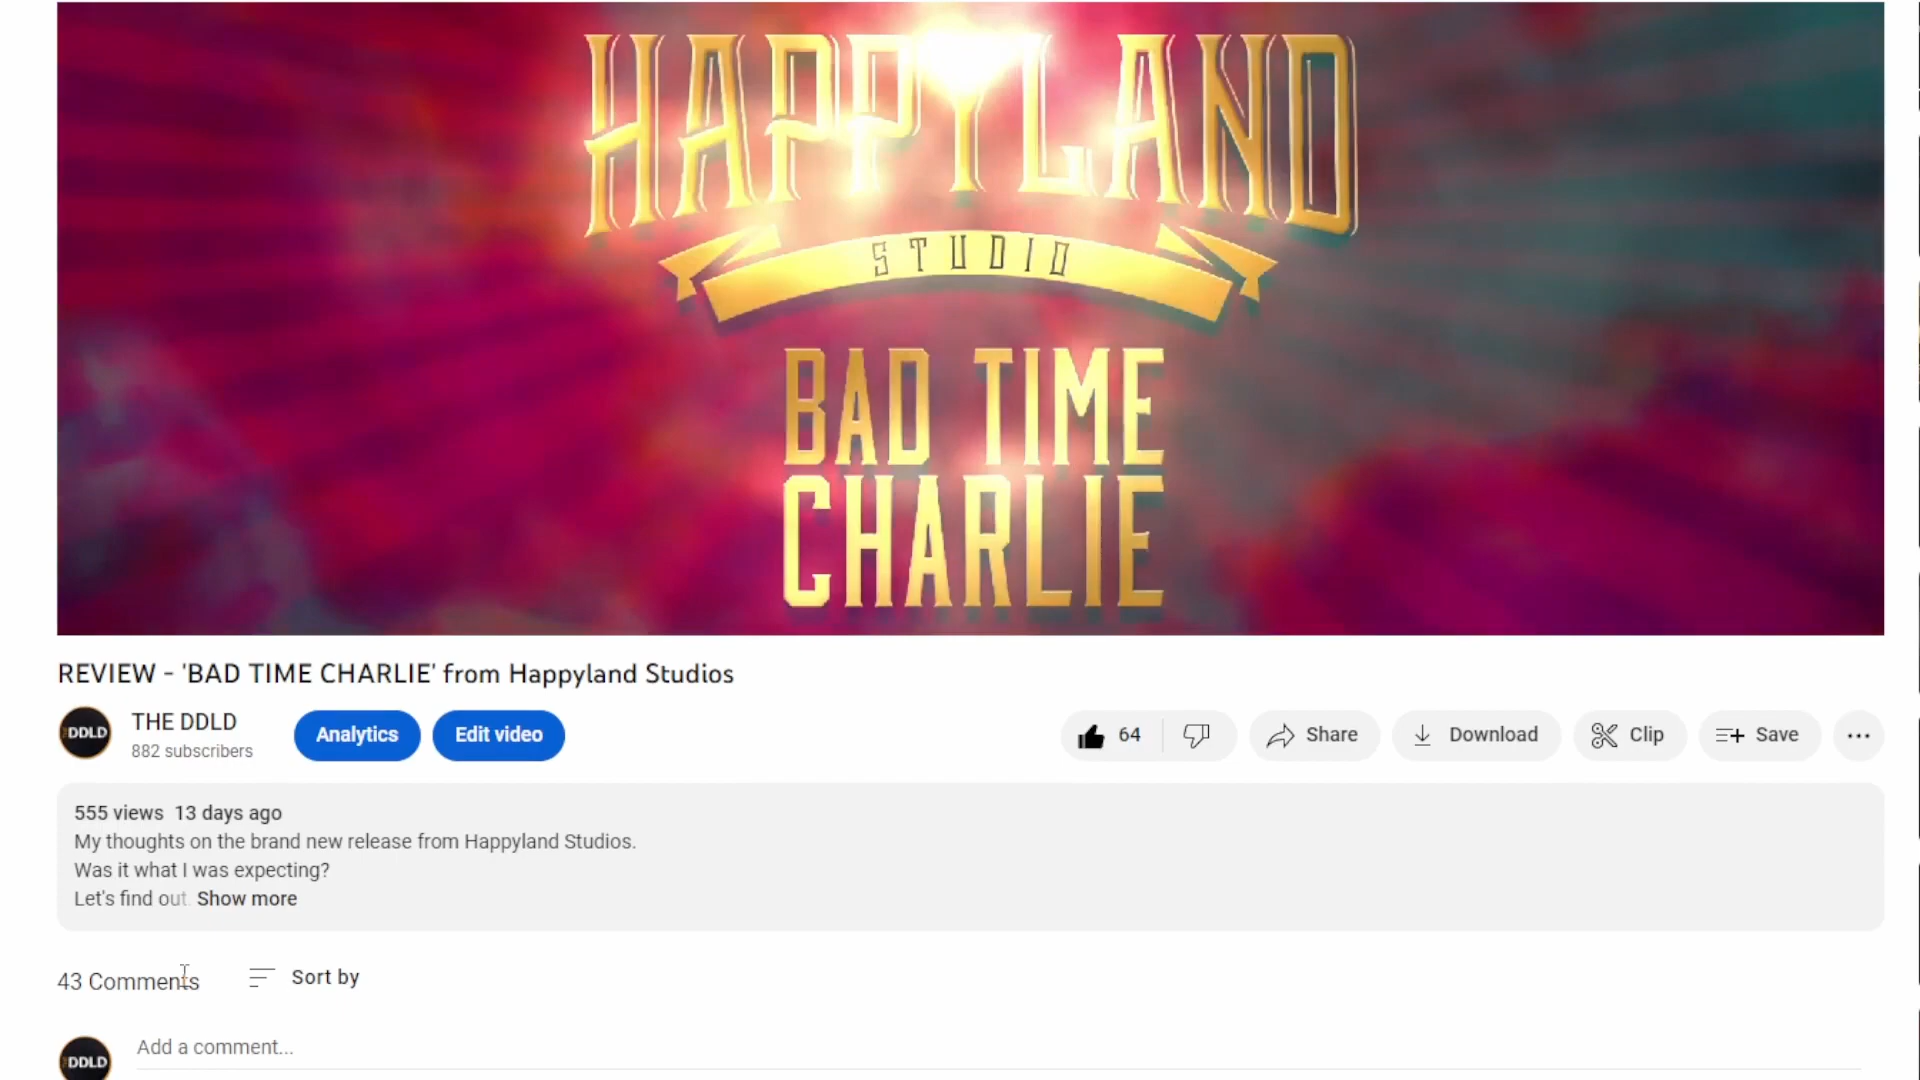 HAPPYLAND
STUDIO
BAD TIME
CHARLIE
REVIEW - 'BAD TIME CHARLIE' from Happyland Studios
DDLD
THE DDLD
882 subscribers
Analytics
Edit video
64
Share
Download
Clip
Save
555 views 13 days ago
My thoughts on the brand new release from Happyland Studios.
Was it what I was expecting?
Let's find out. Show more
43 Comments
Sort by
DDLD
Add a comment...